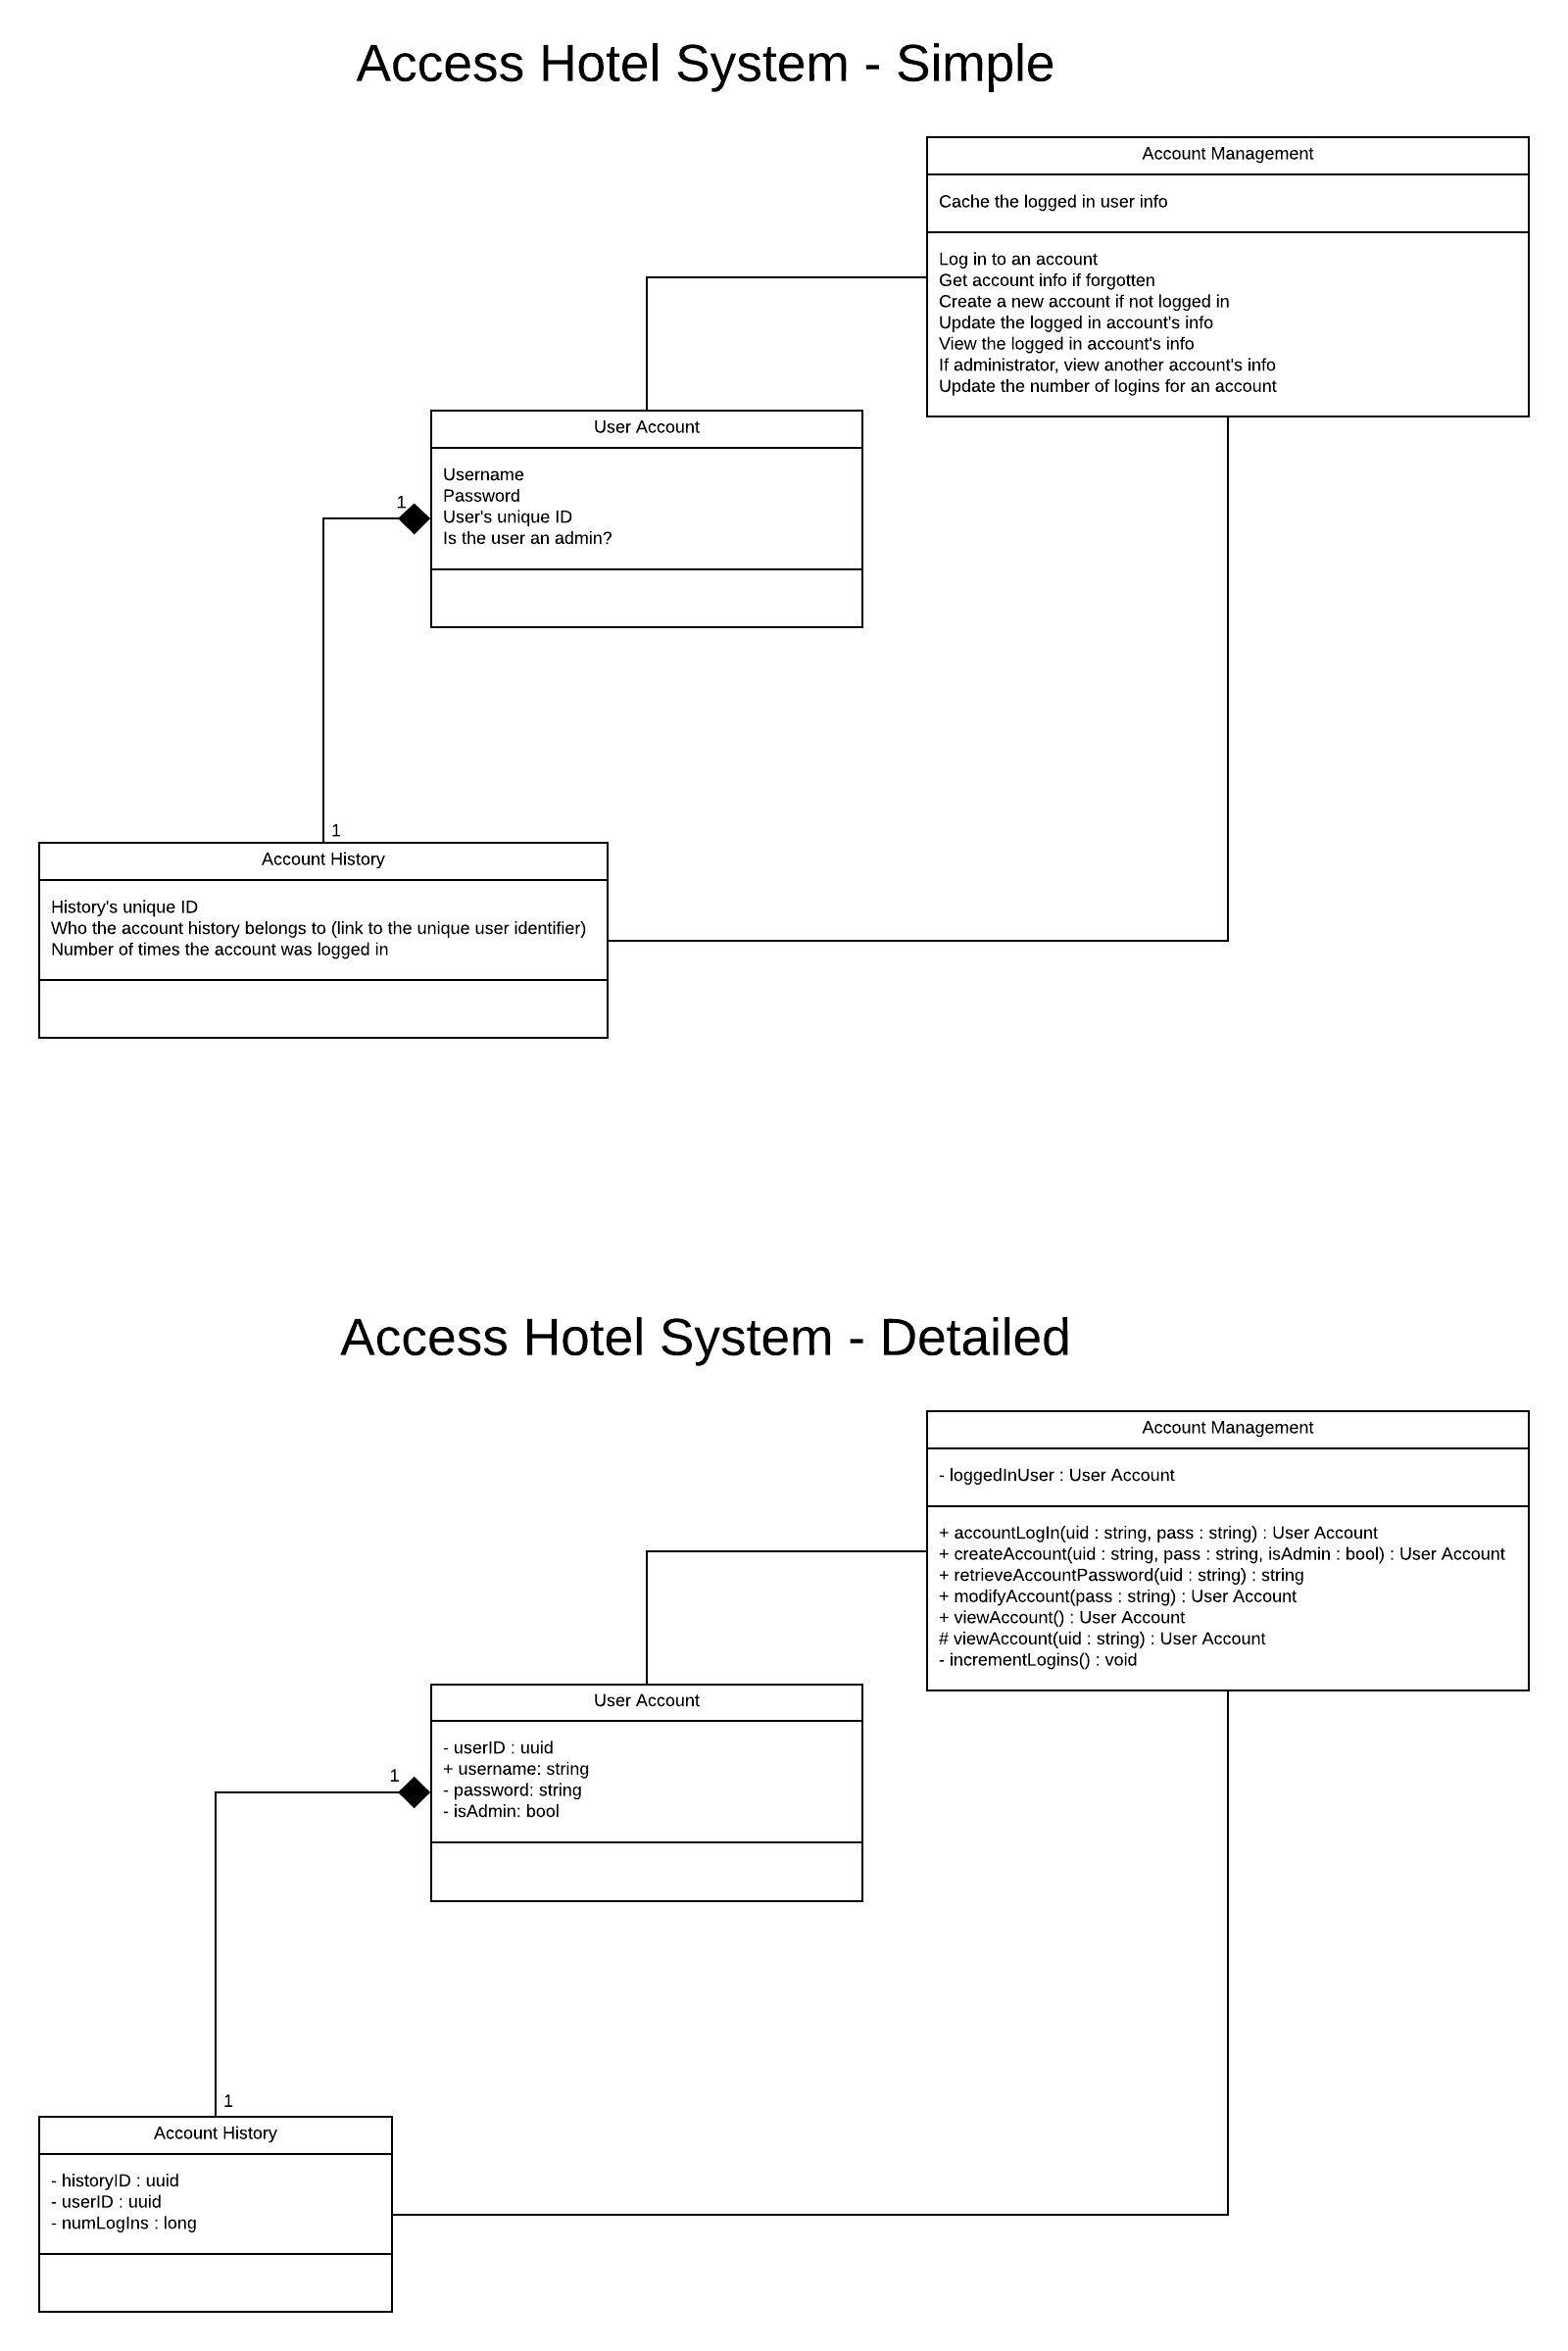 Access Hotel System - Simple
Account Management
Cache the logged in user info
Log in to an account
Get account info if forgotten
Create a new account if not logged in
Update the logged in account's info
View the logged in account's info
If administrator, view another account's info
Update the number of logins for an account
User Account
Username
Password
User's unique ID
Is the user an admin?
1
1
Account History
History's unique ID
Who the account history belongs to (link to the unique user identifier)
Number of times the account was logged in
Access Hotel System - Detailed
Account Management
- loggedInUser : User Account
+ accountLogIn(uid : string, pass : string) : User Account
+ createAccount(uid : string, pass : string, isAdmin : bool) : User Account
+ retrieveAccountPassword(uid : string) : string
+ modifyAccount(pass : string) : User Account
+ viewAccount() : User Account
# viewAccount(uid : string) : User Account
- incrementLogins() : void
User Account
- userID : uuid
+ username: string
- password: string
- isAdmin: bool
1
1
Account History
- historyID : uuid
- userID : uuid
- numLogIns : long